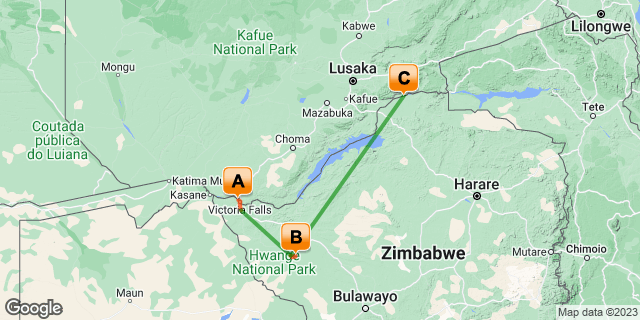 Lilongwe
Kabwe
Kafue
National Park
Mongu
Lusaka
C
Kafue
Mazabuka
Tete
Coutada
pública
do Luiana
Choma
Katima Mu
Kasane
A
Victoria Falls
Harare
B
Hwange
National Park
Zimbabwe
Mutare
Chimoio
Maun
Bulawayo
Google
Map data ©2023